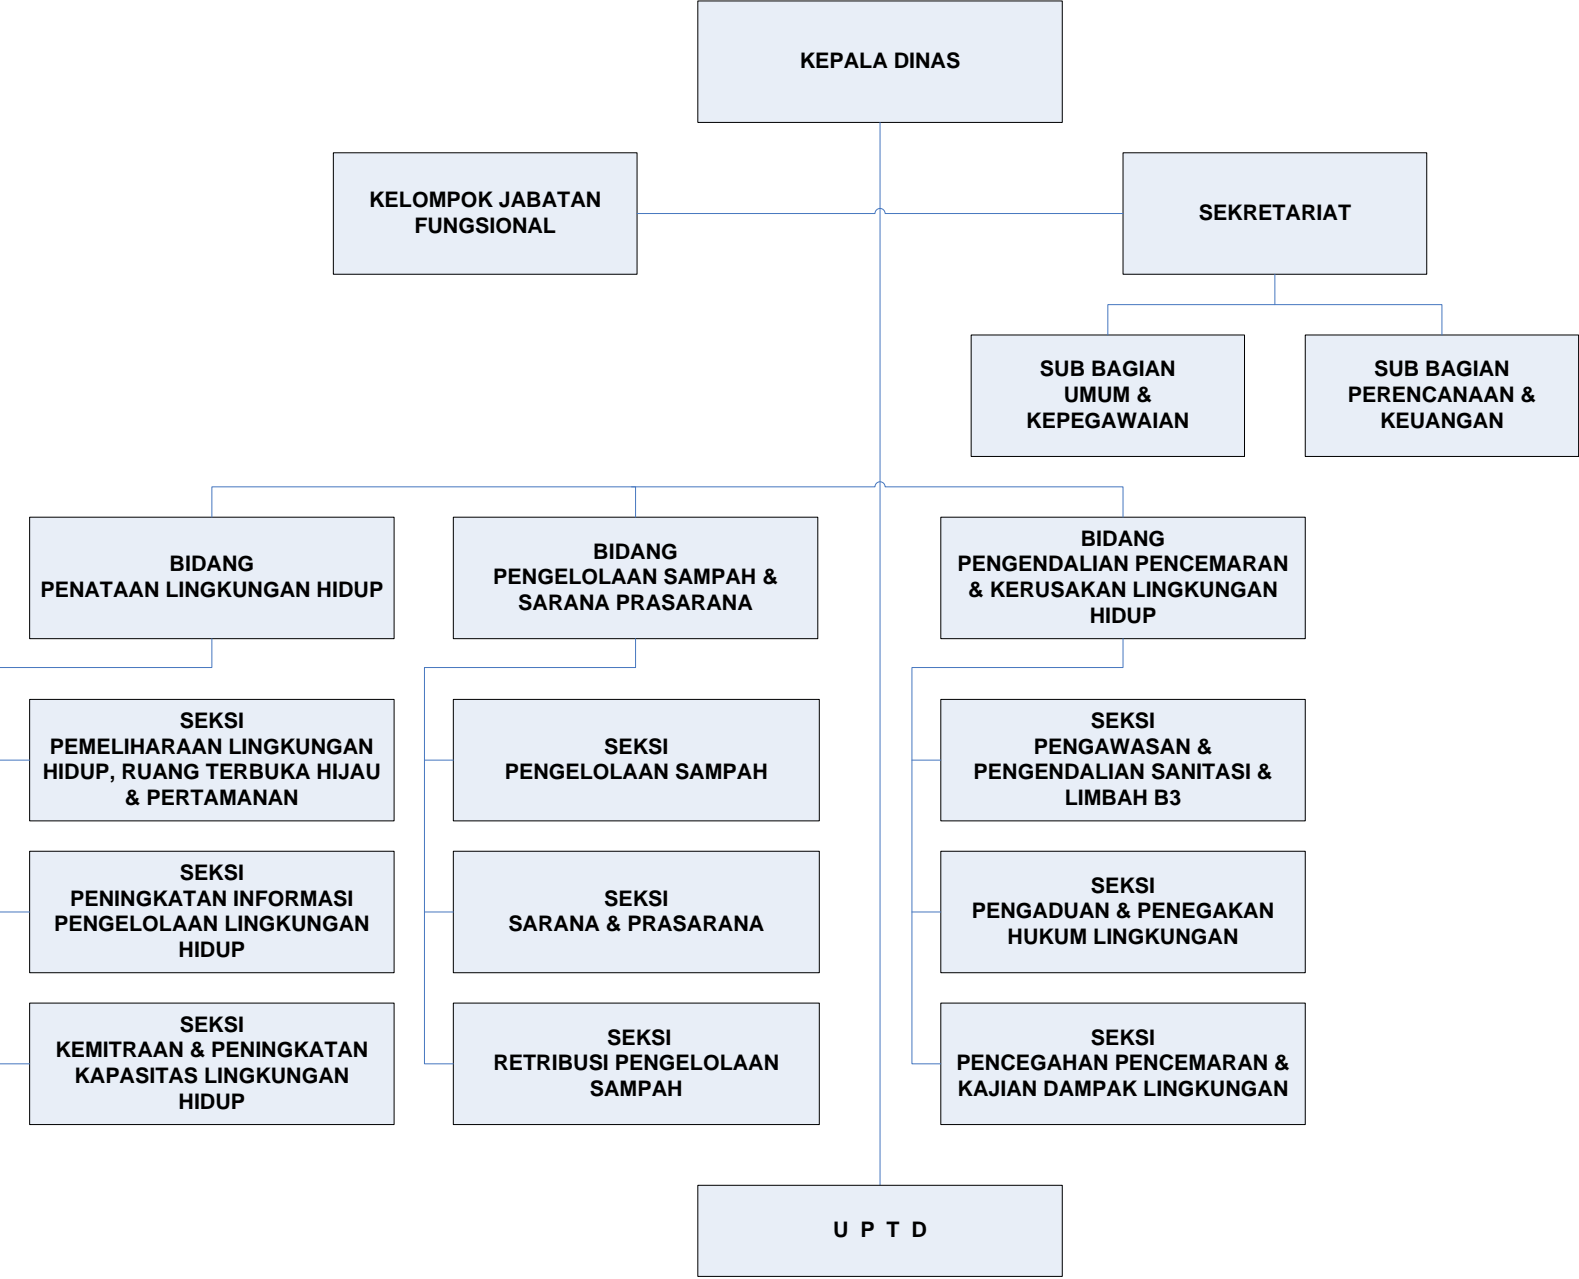 KEPALA DINAS
KELOMPOK JABATAN
FUNGSIONAL
SEKRETARIAT
SUB BAGIAN
UMUM &
KEPEGAWAIAN
SUB BAGIAN
PERENCANAAN &
KEUANGAN
BIDANG
PENATAAN LINGKUNGAN HIDUP
BIDANG
PENGELOLAAN SAMPAH &
SARANA PRASARANA
BIDANG
PENGENDALIAN PENCEMARAN
& KERUSAKAN LINGKUNGAN
HIDUP
SEKSI
PEMELIHARAAN LINGKUNGAN
HIDUP, RUANG TERBUKA HIJAU
& PERTAMANAN
SEKSI
PENGELOLAAN SAMPAH
SEKSI
PENGAWASAN &
PENGENDALIAN SANITASI &
LIMBAH B3
SEKSI
PENINGKATAN INFORMASI
PENGELOLAAN LINGKUNGAN
HIDUP
SEKSI
SARANA & PRASARANA
SEKSI
PENGADUAN & PENEGAKAN
HUKUM LINGKUNGAN
SEKSI
KEMITRAAN & PENINGKATAN
KAPASITAS LINGKUNGAN
HIDUP
SEKSI
RETRIBUSI PENGELOLAAN
SAMPAH
SEKSI
PENCEGAHAN PENCEMARAN &
KAJIAN DAMPAK LINGKUNGAN
U P T D